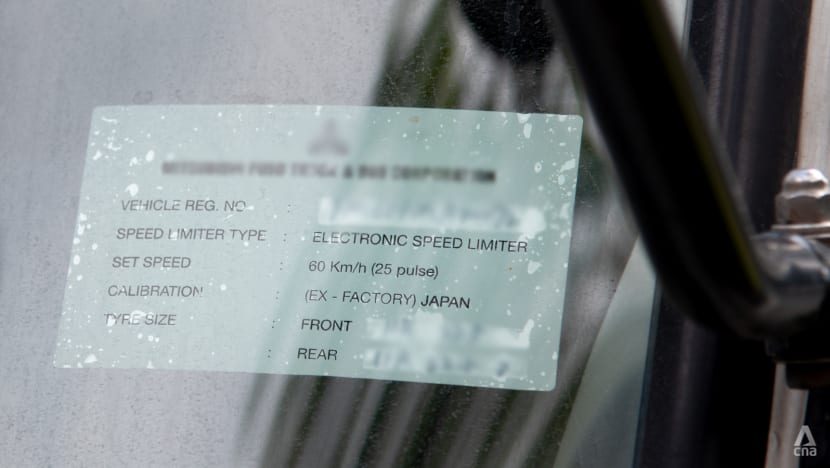 VEHICLE REG. NO :
SPEED LIMITER TYPE : ELECTRONIC SPEED LIMITER
SET SPEED : 60 Km/h (25 pulse)
CALIBRATION : (EX - FACTORY) JAPAN
TYRE SIZE : FRONT
: REAR
cna